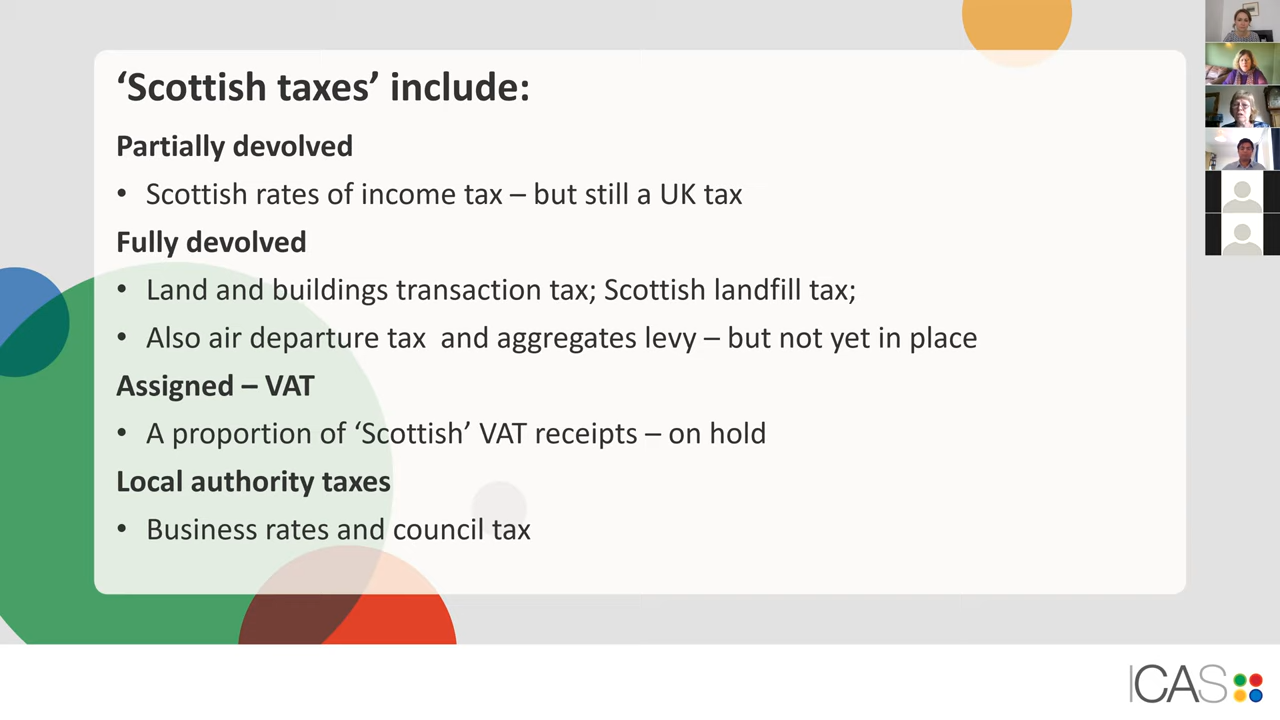 ‘Scottish taxes’ include:
Partially devolved
• Scottish rates of income tax – but still a UK tax
Fully devolved
• Land and buildings transaction tax; Scottish landfill tax;
• Also air departure tax  and aggregates levy – but not yet in place
Assigned – VAT
• A proportion of ‘Scottish’ VAT receipts – on hold
Local authority taxes
• Business rates and council tax
ICAS